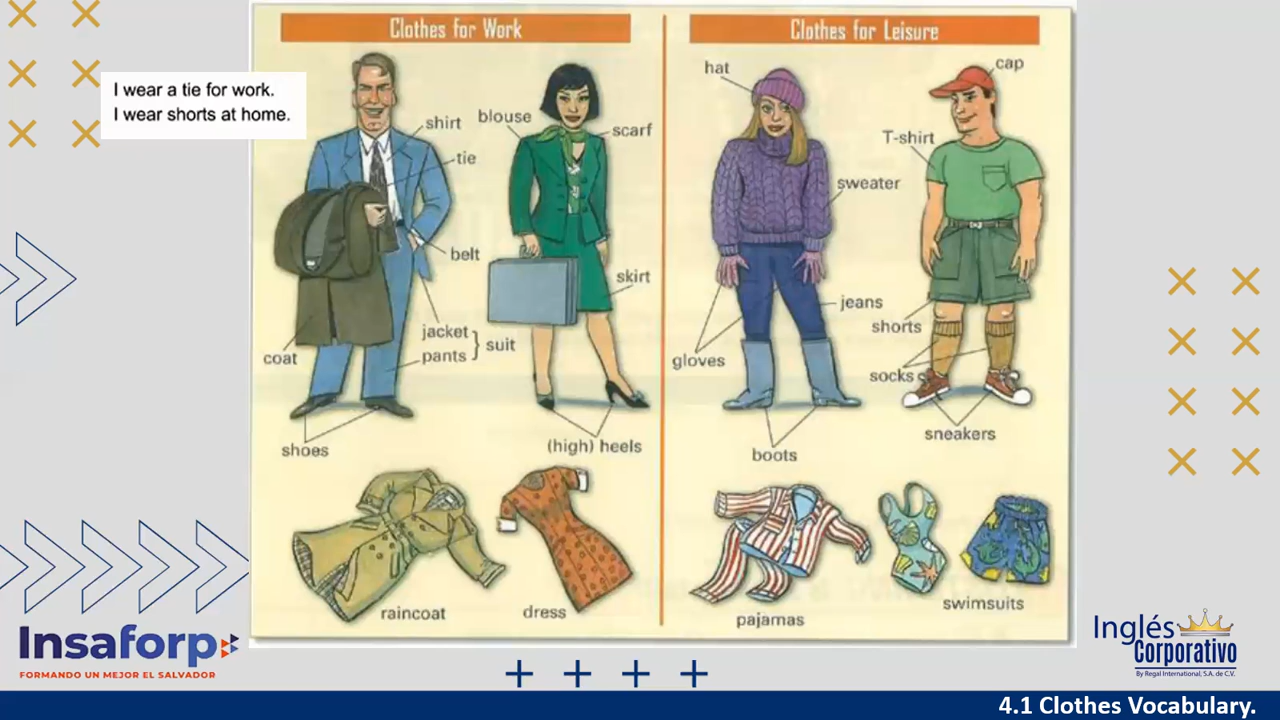 Clothes for Work
Clothes for Leisure
I wear a tie for work.
I wear shorts at home.
shirt
tie
blouse
scarf
belt
skirt
jacket
pants
suit
coat
shoes
(high) heels
raincoat
dress
hat
cap
T-shirt
sweater
jeans
shorts
gloves
socks
sneakers
boots
pajamas
swimsuits
Insaforp
FORMANDO UN MEJOR EL SALVADOR
Inglés
Corporativo
By Regal International, S.A. de C.V.
4.1 Clothes Vocabulary.